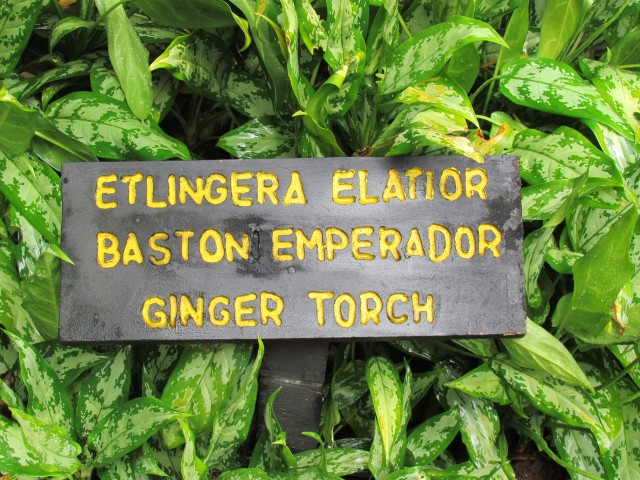 ETLINGERA ELATIOR
BASTON EMPERADOR
GINGER TORCH